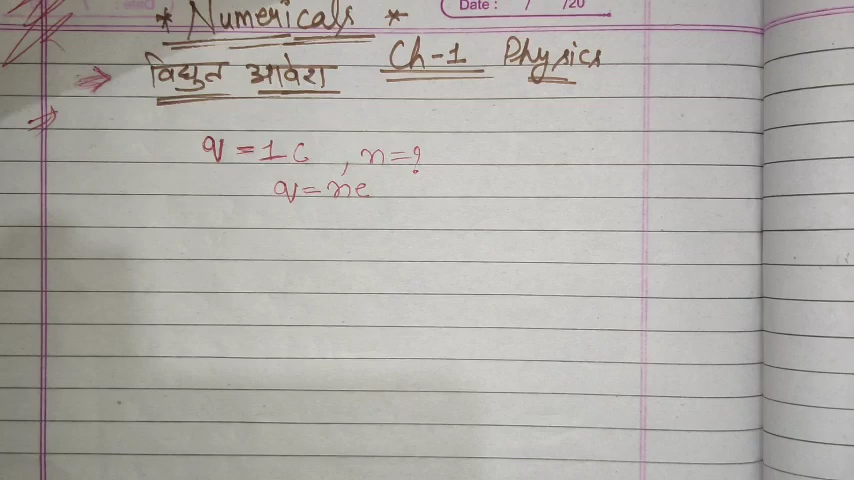 Date : / /20
* Numericals *
विद्युत आवेश Ch-1 Physics
q = 1 C , n = ?
q = ne